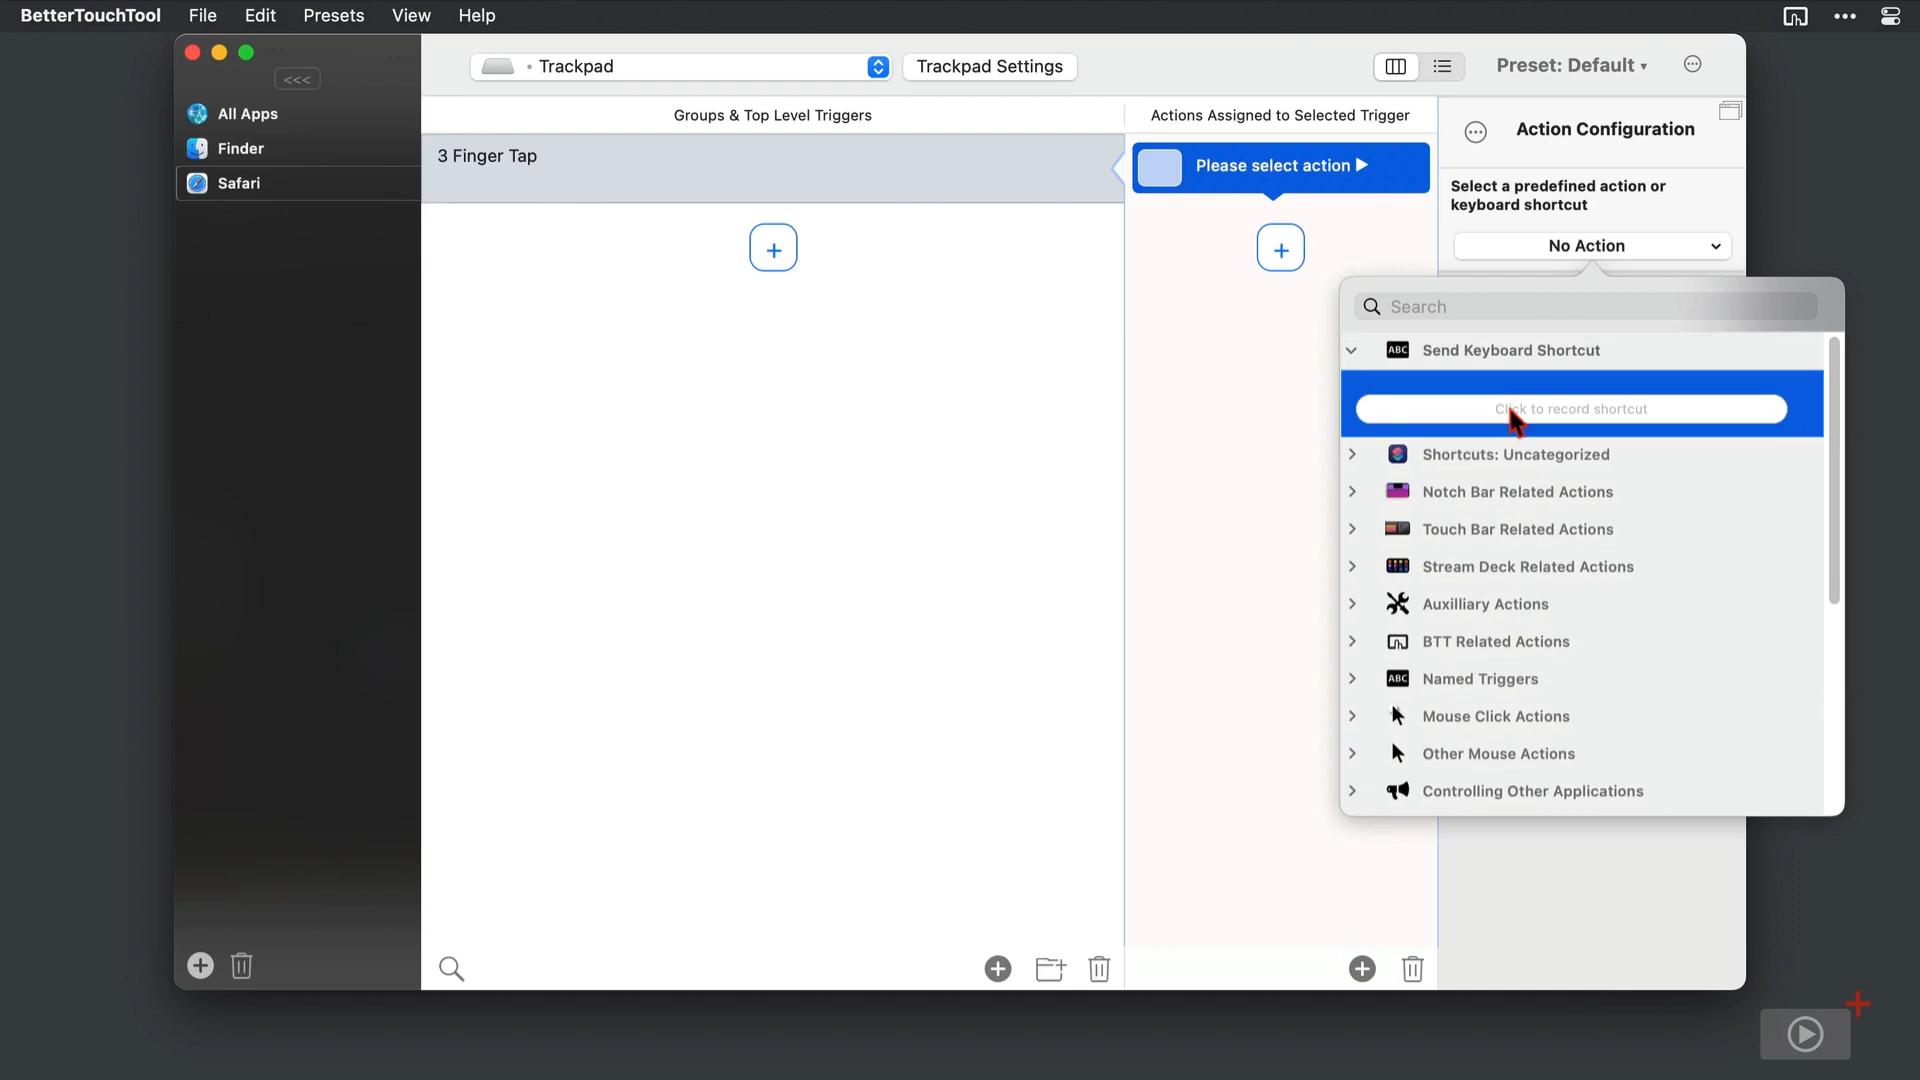 BetterTouchTool File Edit Presets View Help
<<<
Trackpad
Trackpad Settings
Preset: Default
All Apps
Finder
Safari
Groups & Top Level Triggers
Actions Assigned to Selected Trigger
3 Finger Tap
Please select action
Action Configuration
Select a predefined action or
keyboard shortcut
No Action
Search
ABC Send Keyboard Shortcut
Click to record shortcut
Shortcuts: Uncategorized
Notch Bar Related Actions
Touch Bar Related Actions
Stream Deck Related Actions
Auxilliary Actions
BTT Related Actions
ABC Named Triggers
Mouse Click Actions
Other Mouse Actions
Controlling Other Applications